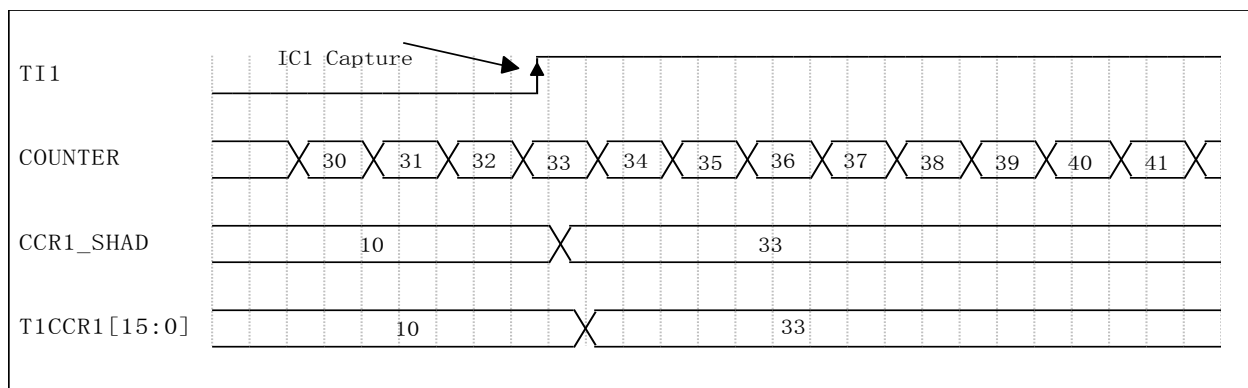 IC1 Capture
TI1
COUNTER 30 31 32 33 34 35 36 37 38 39 40 41
CCR1_SHAD 10 33
T1CCR1[15:0] 10 33